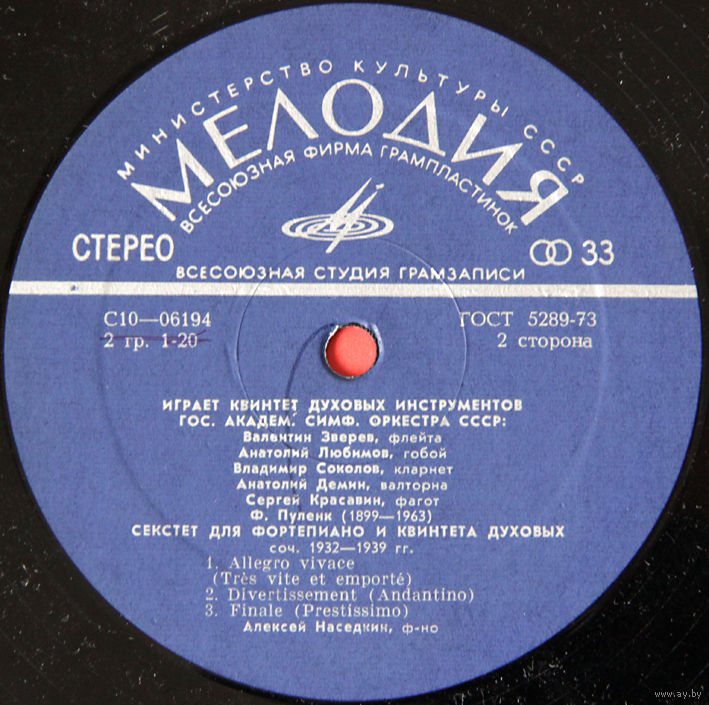 МИНИСТЕРСТВО КУЛЬТУРЫ СССР
МЕЛОДИЯ
ВСЕСОЮЗНАЯ ФИРМА ГРАМПЛАСТИНОК
СТЕРЕО
33
ВСЕСОЮЗНАЯ СТУДИЯ ГРАМЗАПИСИ
С10—06194
ГОСТ 5289-73
2 гр. 1-20
2 сторона
ИГРАЕТ КВИНТЕТ ДУХОВЫХ ИНСТРУМЕНТОВ
ГОС. АКАДЕМ. СИМФ. ОРКЕСТРА СССР:
Валентин Зверев, флейта
Анатолий Любимов, гобой
Владимир Соколов, кларнет
Анатолий Демин, валторна
Сергей Красавин, фагот
Ф. Пуленк (1899—1963)
СЕКСТЕТ ДЛЯ ФОРТЕПИАНО И КВИНТЕТА ДУХОВЫХ
соч. 1932—1939 гг.
1. Allegro vivace
(Très vite et emporté)
2. Divertissement (Andantino)
3. Finale (Prestissimo)
Алексей Наседкин, ф-но
www.ay.by